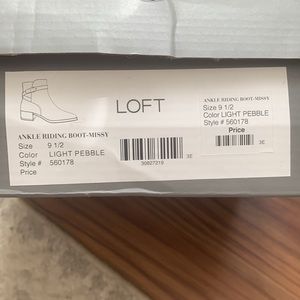 LOFT
ANKLE RIDING BOOT-MISSY
Size 9 1/2
Color LIGHT PEBBLE
Style # 560178
Price
30827219
3E
ANKLE RIDING BOOT-MISSY
Size 9 1/2
Color LIGHT PEBBLE
Style # 560178
Price
3E